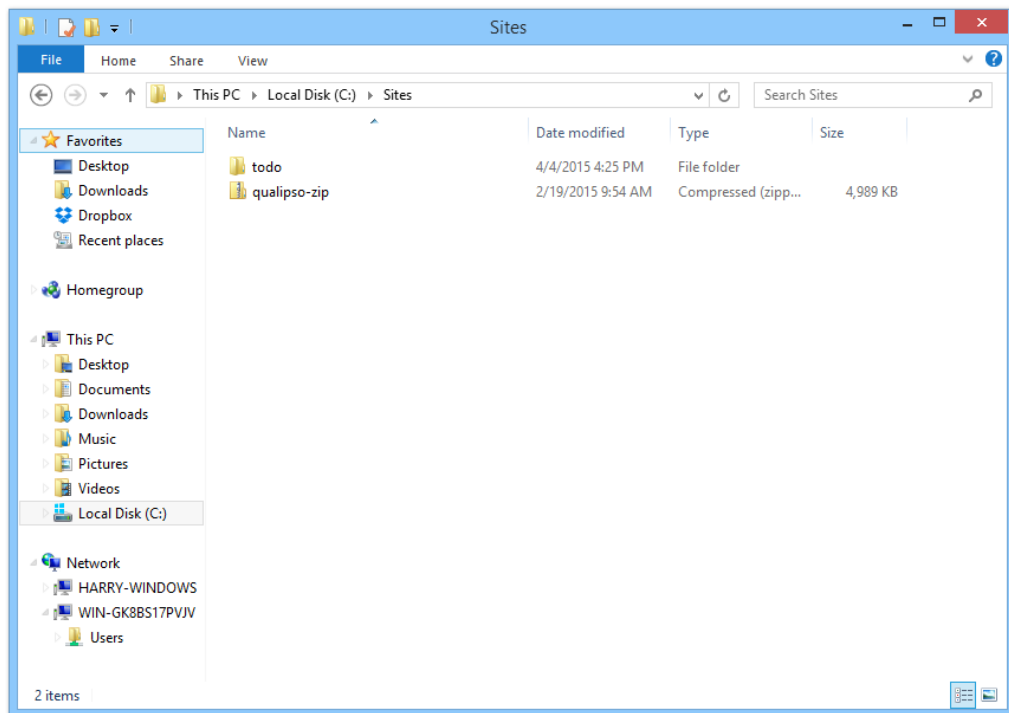 Sites
File Home Share View
This PC Local Disk (C:) Sites
Search Sites
Name Date modified Type Size
todo 4/4/2015 4:25 PM File folder
qualipso-zip 2/19/2015 9:54 AM Compressed (zipp... 4,989 KB
Favorites
Desktop
Downloads
Dropbox
Recent places
Homegroup
This PC
Desktop
Documents
Downloads
Music
Pictures
Videos
Local Disk (C:)
Network
HARRY-WINDOWS
WIN-GK8BS17PVJV
Users
2 items